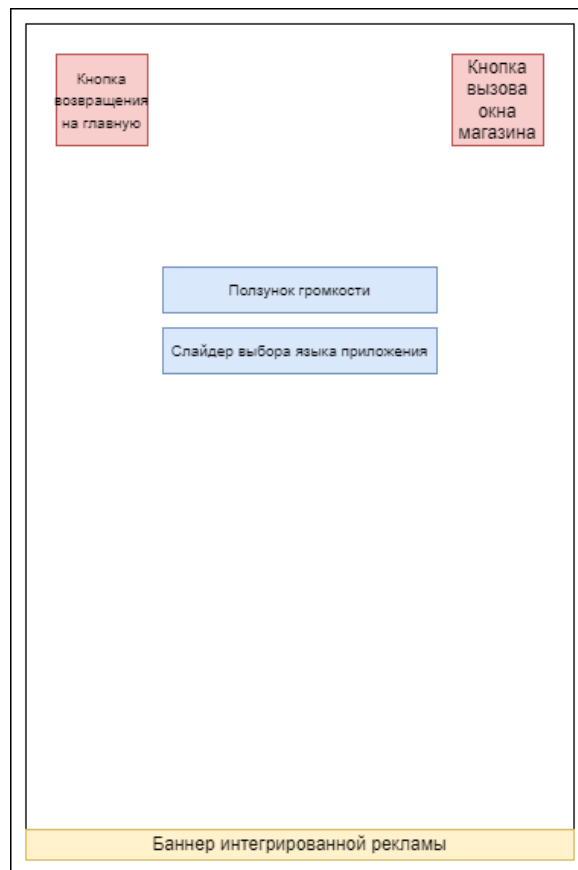 Кнопка
возвращения
на главную
Кнопка
вызова
окна
магазина
Ползунок громкости
Слайдер выбора языка приложения
Баннер интегрированной рекламы